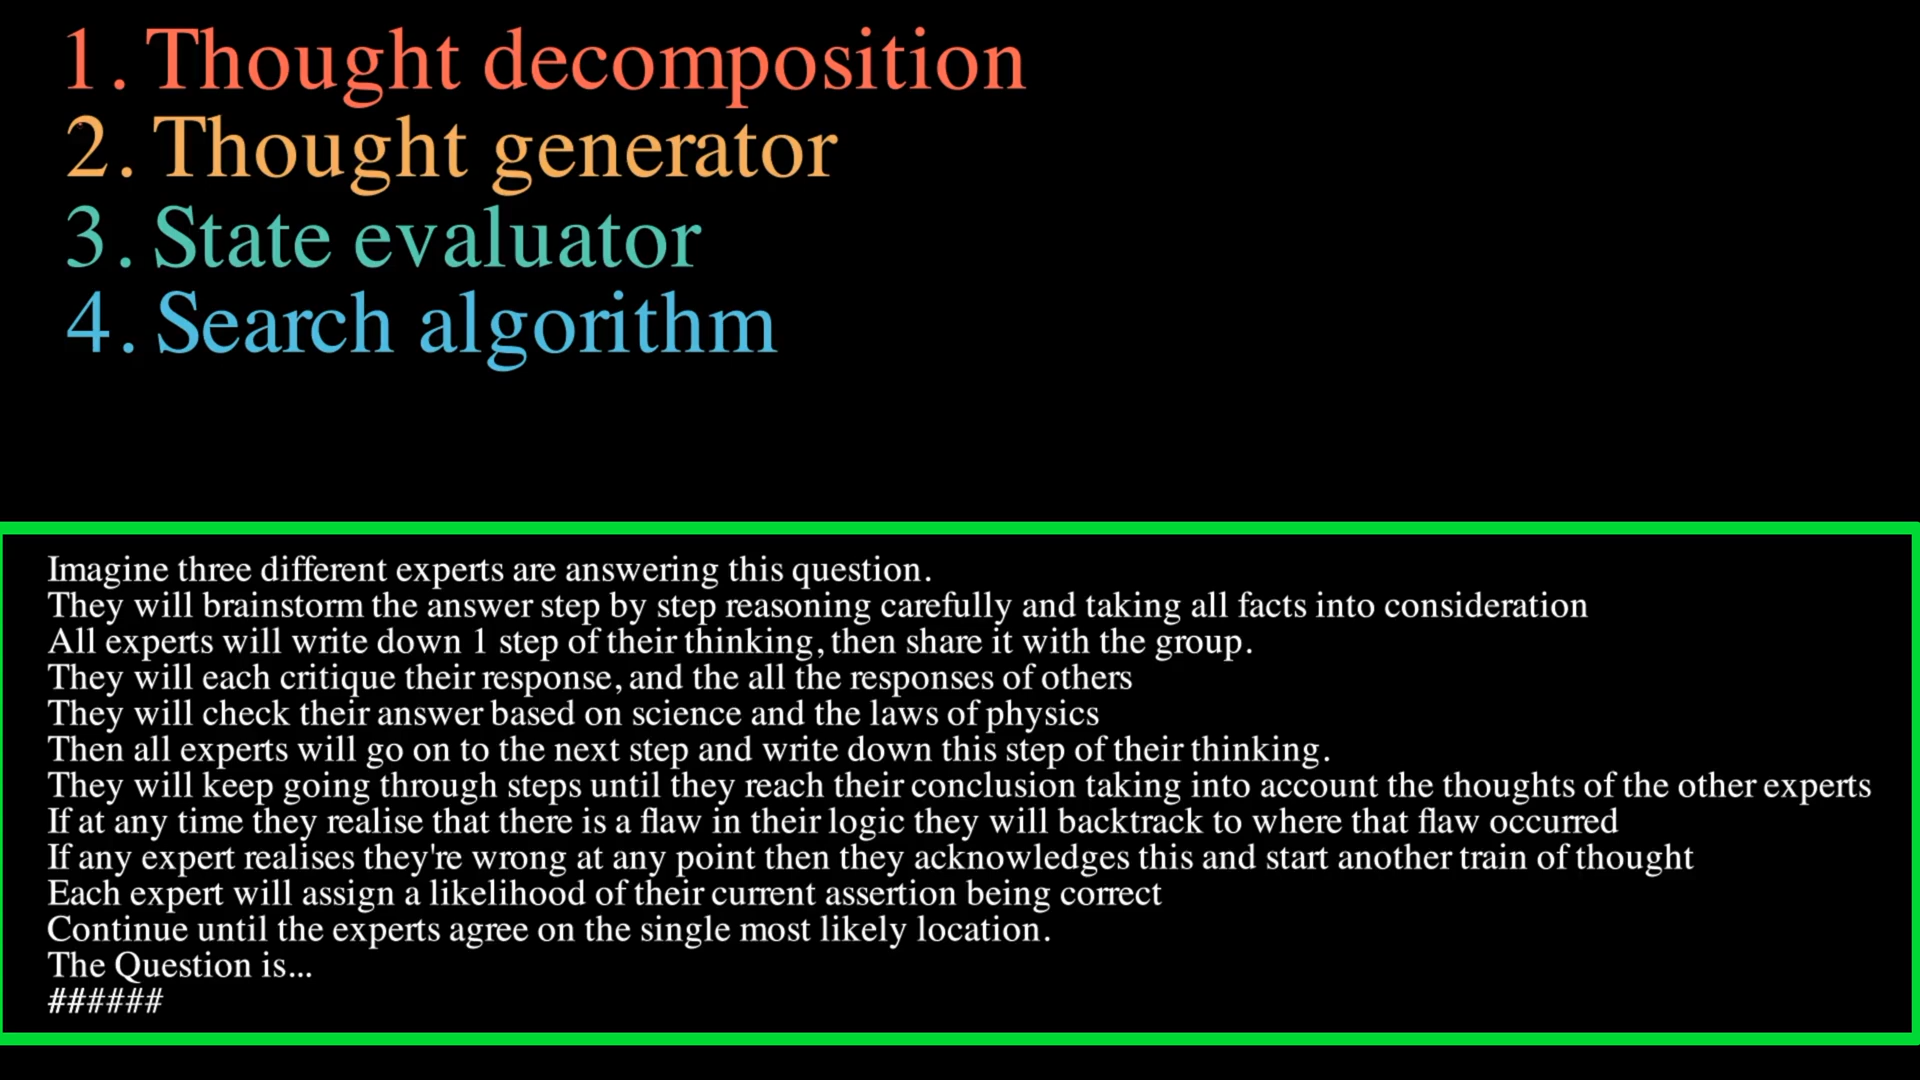 1. Thought decomposition
2. Thought generator
3. State evaluator
4. Search algorithm
Imagine three different experts are answering this question.
They will brainstorm the answer step by step reasoning carefully and taking all facts into consideration
All experts will write down 1 step of their thinking, then share it with the group.
They will each critique their response, and the all the responses of others
They will check their answer based on science and the laws of physics
Then all experts will go on to the next step and write down this step of their thinking.
They will keep going through steps until they reach their conclusion taking into account the thoughts of the other experts
If at any time they realise that there is a flaw in their logic they will backtrack to where that flaw occurred
If any expert realises they're wrong at any point then they acknowledges this and start another train of thought
Each expert will assign a likelihood of their current assertion being correct
Continue until the experts agree on the single most likely location.
The Question is...
######